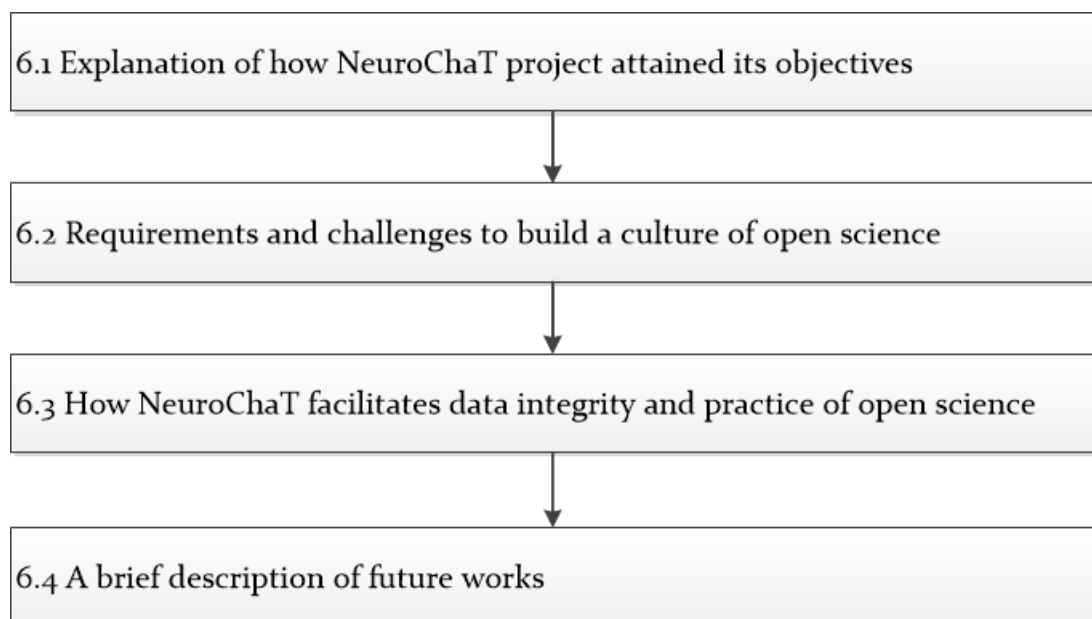 6.1 Explanation of how NeuroChaT project attained its objectives
6.2 Requirements and challenges to build a culture of open science
6.3 How NeuroChaT facilitates data integrity and practice of open science
6.4 A brief description of future works